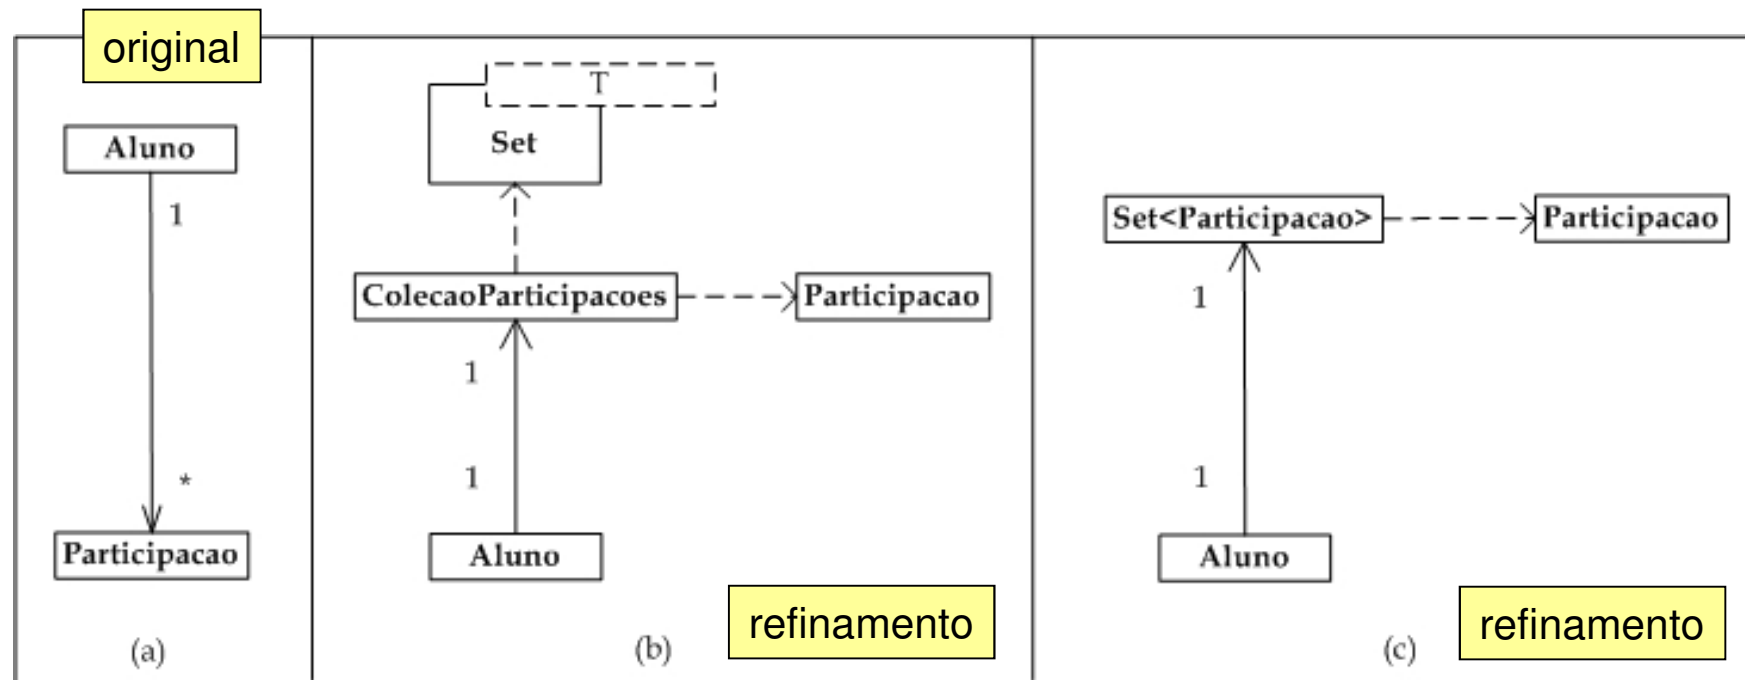 original
Aluno
1
*
Participacao
(a)
T
Set
ColecaoParticipacoes
Participacao
1
1
Aluno
refinamento
(b)
Set<Participacao>
Participacao
1
1
Aluno
refinamento
(c)